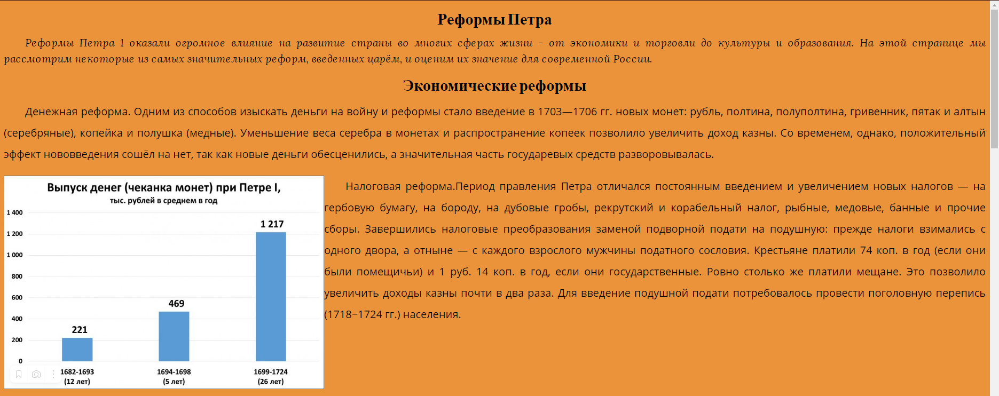 Реформы Петра
Реформы Петра 1 оказали огромное влияние на развитие страны во многих сферах жизни - от экономики и торговли до культуры и образования. На этой странице мы
рассмотрим некоторые из самых значительных реформ, введенных царём, и оценим их значение для современной России.
Экономические реформы
Денежная реформа. Одним из способов изыскать деньги на войну и реформы стало введение в 1703—1706 гг. новых монет: рубль, полтина, полуполтина, гривенник, пятак и алтын
(серебряные), копейка и полушка (медные). Уменьшение веса серебра в монетах и распространение копеек позволило увеличить доход казны. Со временем, однако, положительный
эффект нововведения сошёл на нет, так как новые деньги обесценились, а значительная часть государевых средств разворовывалась.
Выпуск денег (чеканка монет) при Петре I,
тыс. рублей в среднем в год
1 400
1 200
1 000
800
600
400
200
0
221
469
1 217
1682-1693
(12 лет)
1694-1698
(5 лет)
1699-1724
(26 лет)
Налоговая реформа.Период правления Петра отличался постоянным введением и увеличением новых налогов — на
гербовую бумагу, на бороду, на дубовые гробы, рекрутский и корабельный налог, рыбные, медовые, банные и прочие
сборы. Завершились налоговые преобразования заменой подворной подати на подушную: прежде налоги взимались с
одного двора, а отныне — с каждого взрослого мужчины податного сословия. Крестьяне платили 74 коп. в год (если они
были помещичьи) и 1 руб. 14 коп. в год, если они государственные. Ровно столько же платили мещане. Это позволило
увеличить доходы казны почти в два раза. Для введение подушной подати потребовалось провести поголовную перепись
(1718−1724 гг.) населения.